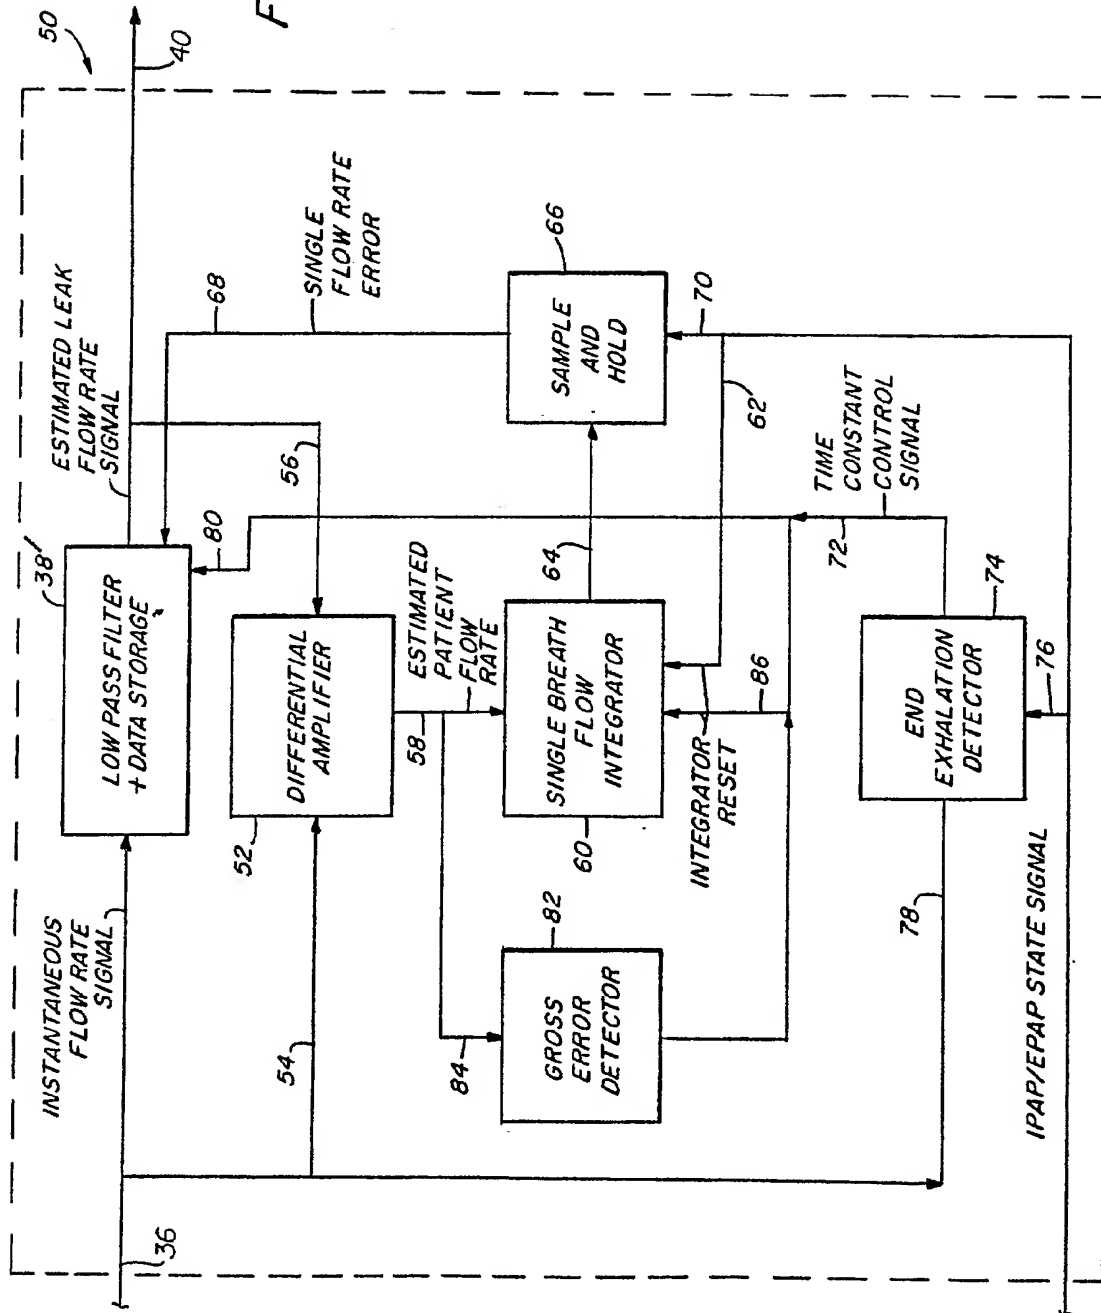 F
50
40
ESTIMATED LEAK
FLOW RATE
SIGNAL
38'
LOW PASS FILTER
+ DATA STORAGE
80
68
SINGLE
FLOW RATE
ERROR
INSTANTANEOUS
FLOW RATE
SIGNAL
36
54
52
DIFFERENTIAL
AMPLIFIER
56
58
ESTIMATED
PATIENT
FLOW
RATE
66
SAMPLE
AND
HOLD
64
70
62
SINGLE BREATH
FLOW
INTEGRATOR
60
82
GROSS
ERROR
DETECTOR
84
86
INTEGRATOR
RESET
TIME
CONSTANT
CONTROL
SIGNAL
72
74
END
EXHALATION
DETECTOR
76
78
IPAP/EPAP STATE SIGNAL